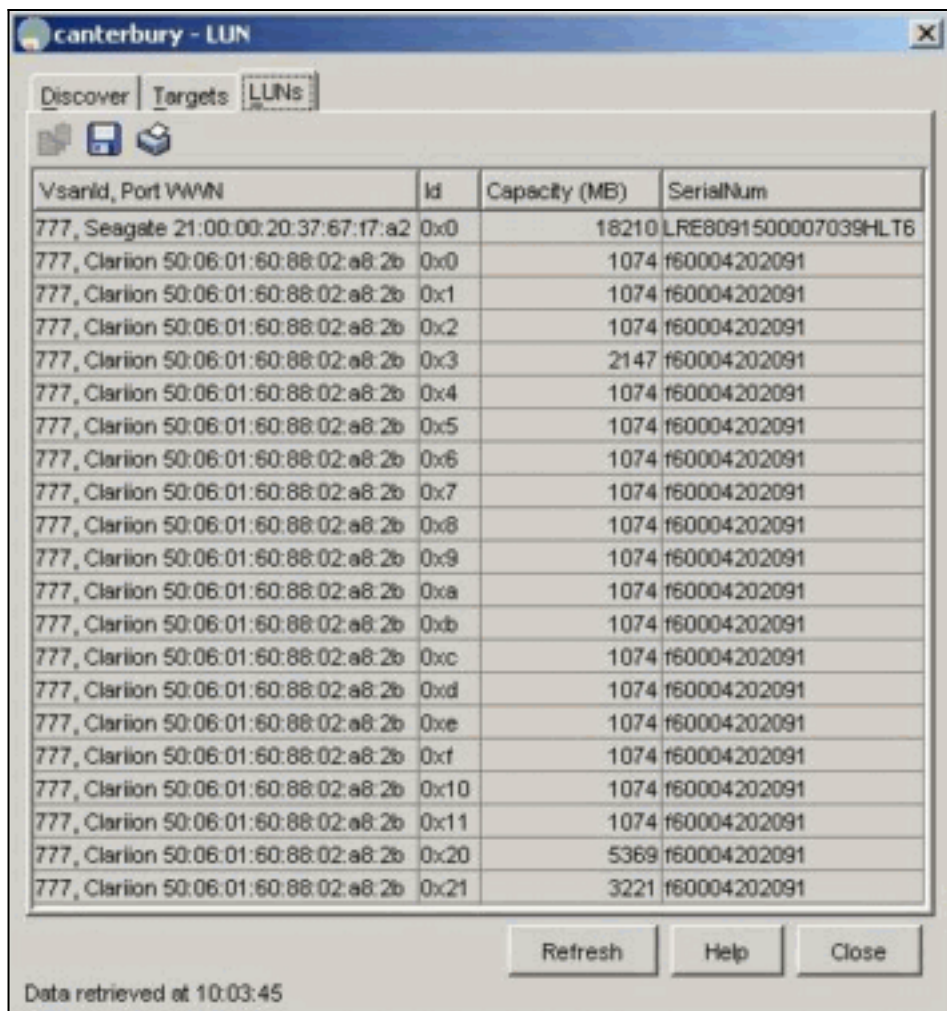 canterbury - LUN
Discover Targets LUNs
VsanId, Port WWN Id Capacity (MB) SerialNum
777, Seagate 21:00:00:20:37:67:17:a2 0x0 18210 LRE8091500007039HLT6
777, Clariion 50:06:01:60:88:02:a8:2b 0x0 1074 f60004202091
777, Clariion 50:06:01:60:88:02:a8:2b 0x1 1074 f60004202091
777, Clariion 50:06:01:60:88:02:a8:2b 0x2 1074 f60004202091
777, Clariion 50:06:01:60:88:02:a8:2b 0x3 2147 f60004202091
777, Clariion 50:06:01:60:88:02:a8:2b 0x4 1074 f60004202091
777, Clariion 50:06:01:60:88:02:a8:2b 0x5 1074 f60004202091
777, Clariion 50:06:01:60:88:02:a8:2b 0x6 1074 f60004202091
777, Clariion 50:06:01:60:88:02:a8:2b 0x7 1074 f60004202091
777, Clariion 50:06:01:60:88:02:a8:2b 0x8 1074 f60004202091
777, Clariion 50:06:01:60:88:02:a8:2b 0x9 1074 f60004202091
777, Clariion 50:06:01:60:88:02:a8:2b 0xa 1074 f60004202091
777, Clariion 50:06:01:60:88:02:a8:2b 0xb 1074 f60004202091
777, Clariion 50:06:01:60:88:02:a8:2b 0xc 1074 f60004202091
777, Clariion 50:06:01:60:88:02:a8:2b 0xd 1074 f60004202091
777, Clariion 50:06:01:60:88:02:a8:2b 0xe 1074 f60004202091
777, Clariion 50:06:01:60:88:02:a8:2b 0xf 1074 f60004202091
777, Clariion 50:06:01:60:88:02:a8:2b 0x10 1074 f60004202091
777, Clariion 50:06:01:60:88:02:a8:2b 0x11 1074 f60004202091
777, Clariion 50:06:01:60:88:02:a8:2b 0x20 5369 f60004202091
777, Clariion 50:06:01:60:88:02:a8:2b 0x21 3221 f60004202091
Refresh Help Close
Data retrieved at 10:03:45